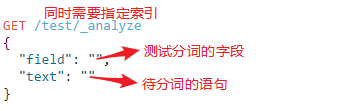 同时需要指定索引
GET /test/_analyze
{
"field": "", 测试分词的字段
"text": "" 待分词的语句
}